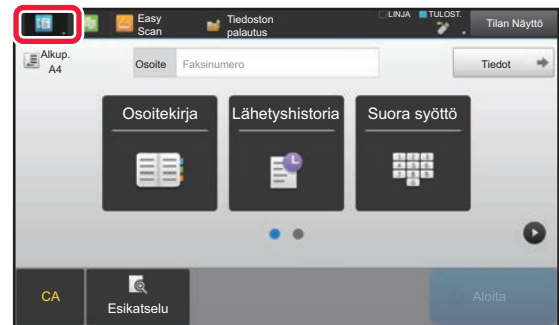 Easy
Scan
Tiedoston
palautus
LINJA
TULOST.
Tilan Näyttö
Alkup.
A4
Osoite
Faksinumero
Tiedot
Osoitekirja
Lähetyshistoria
Suora syöttö
CA
Esikatselu
Aloita